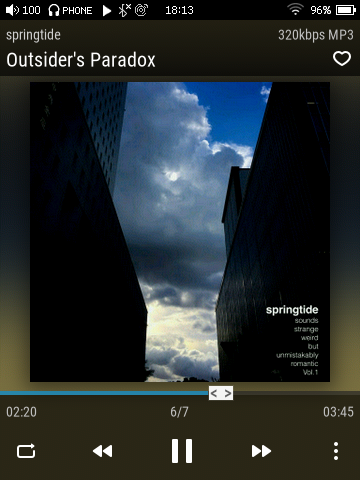 100 PHONE 18:13 96%
springtide 320kbps MP3
Outsider's Paradox
springtide
sounds
strange
weird
but
unmistakably
romantic
Vol.1
02:20 6/7 03:45